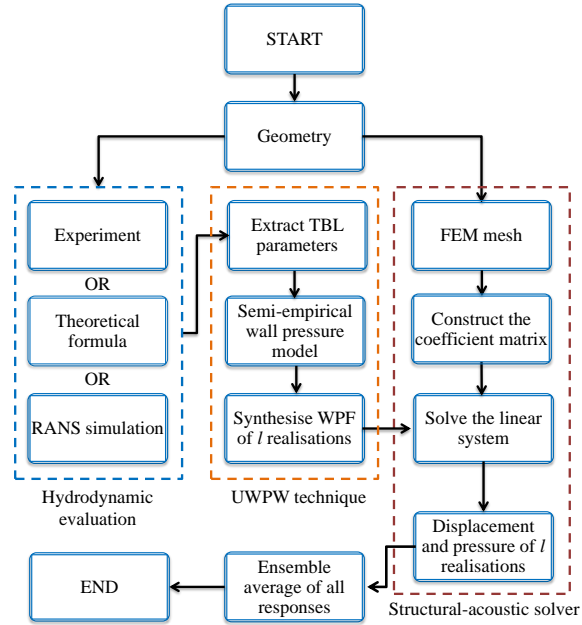 START
Geometry
Experiment
OR
Theoretical
formula
OR
RANS simulation
Hydrodynamic
evaluation
Extract TBL
parameters
Semi-empirical
wall pressure
model
Synthesise WPF
of l realisations
UWPW technique
FEM mesh
Construct the
coefficient matrix
Solve the linear
system
Displacement
and pressure of l
realisations
Structural-acoustic solver
Ensemble
average of all
responses
END